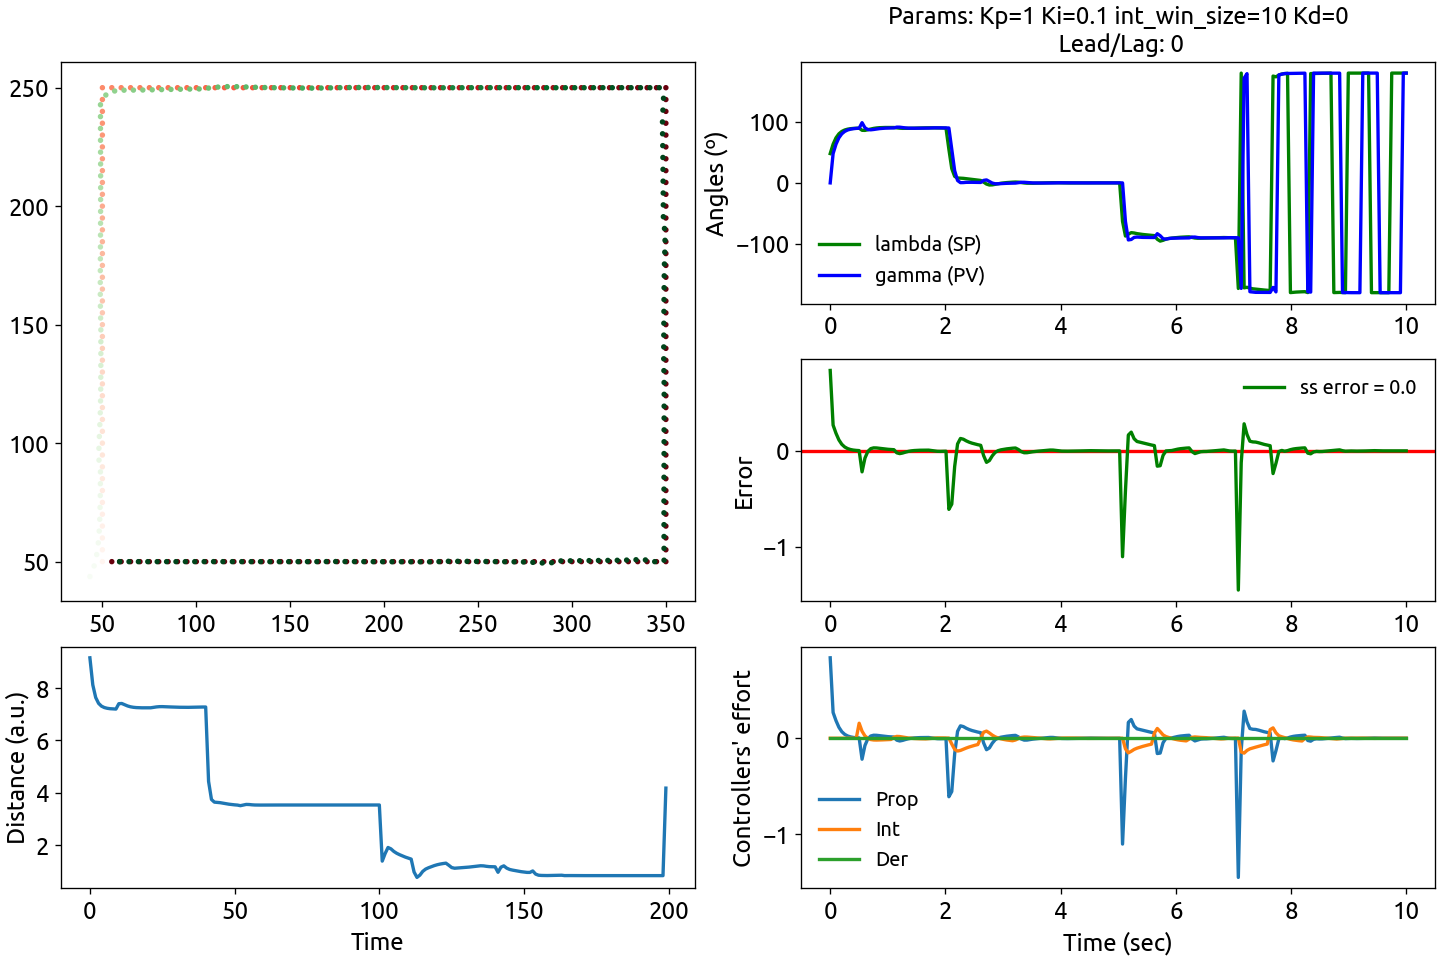 Params: Kp=1 Ki=0.1 int_win_size=10 Kd=0
Lead/Lag: 0
250
200
150
100
50
50 100 150 200 250 300 350
Angles (º)
100
0
−100
lambda (SP)
gamma (PV)
0 2 4 6 8 10
Error
0
−1
ss error = 0.0
0 2 4 6 8 10
Distance (a.u.)
8
6
4
2
0 50 100 150 200
Time
Controllers' effort
0
−1
Prop
Int
Der
0 2 4 6 8 10
Time (sec)